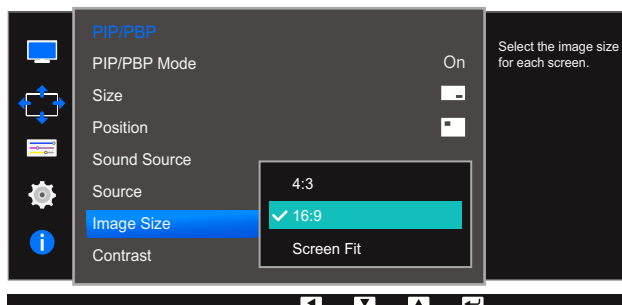 PIP/PBP
PIP/PBP Mode On
Size
Position
Sound Source
Source
Image Size
Contrast
4:3
16:9
Screen Fit
Select the image size
for each screen.